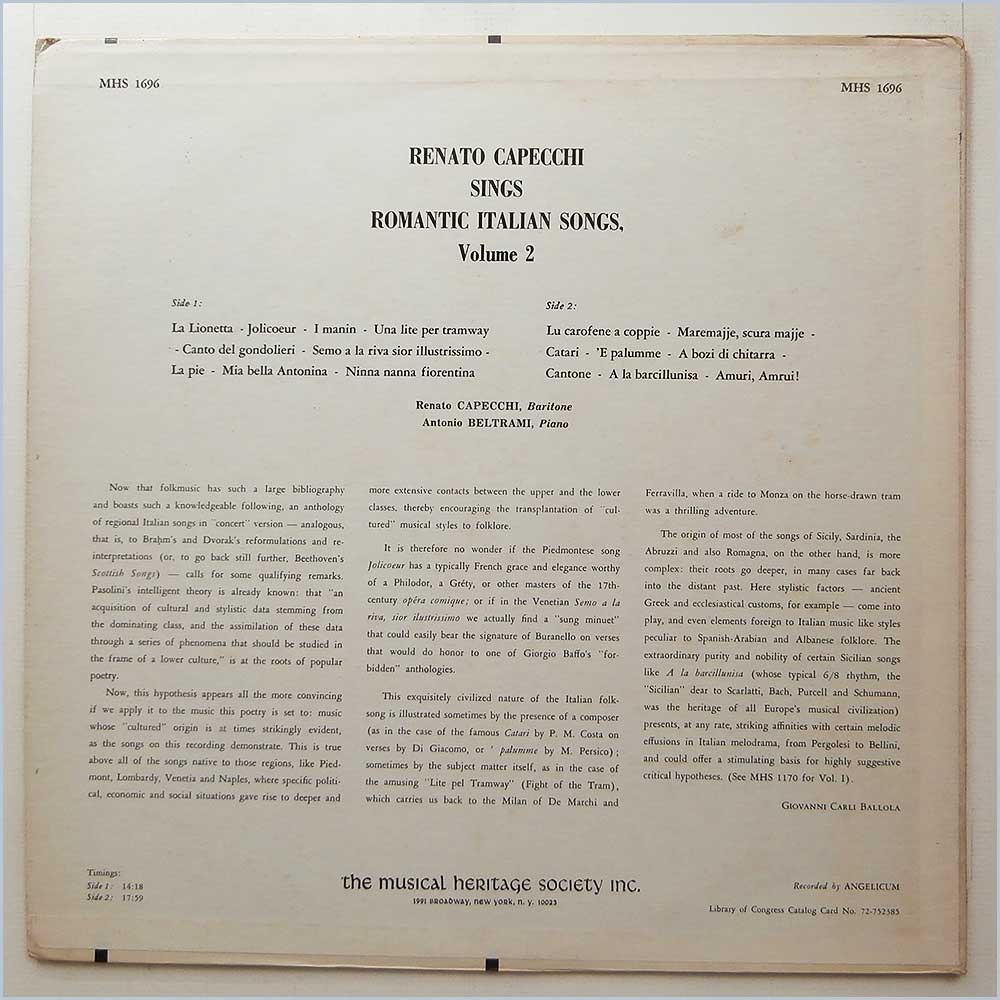 MHS 1696
MHS 1696
RENATO CAPECCHI
SINGS
ROMANTIC ITALIAN SONGS,
Volume 2
Side 1:
La Lionetta - Jolicoeur - I manin - Una lite per tramway
- Canto del gondolieri - Semo a la riva sior illustrissimo -
La pie - Mia bella Antonina - Ninna nanna fiorentina
Side 2:
Lu carofene a coppie - Maremajje, scura majje -
Catari - 'E palumme - A bozi di chitarra -
Cantone - A la barcillunisa - Amuri, Amrui!
Renato CAPECCHI, Baritone
Antonio BELTRAMI, Piano
Now that folkmusic has such a large bibliography
and boasts such a knowledgeable following, an anthology
of regional Italian songs in "concert" version — analogous,
that is, to Brahm's and Dvorak's reformulations and re-
interpretations (or, to go back still further, Beethoven's
Scottish Songs) — calls for some qualifying remarks.
Pasolini's intelligent theory is already known: that "an
acquisition of cultural and stylistic data stemming from
the dominating class, and the assimilation of these data
through a series of phenomena that should be studied in
the frame of a lower culture," is at the roots of popular
poetry.
Now, this hypothesis appears all the more convincing
if we apply it to the music this poetry is set to: music
whose "cultured" origin is at times strikingly evident,
as the songs on this recording demonstrate. This is true
above all of the songs native to those regions, like Pied-
mont, Lombardy, Venetia and Naples, where specific politi-
cal, economic and social situations gave rise to deeper and
more extensive contacts between the upper and the lower
classes, thereby encouraging the transplantation of "cul-
tured" musical styles to folklore.
It is therefore no wonder if the Piedmontese song
Jolicoeur has a typically French grace and elegance worthy
of a Philodor, a Gréty, or other masters of the 17th-
century opéra comique; or if in the Venetian Semo a la
riva, sior ilustrissimo we actually find a "sung minuet"
that could easily bear the signature of Buranello on verses
that would do honor to one of Giorgio Baffo's "for-
bidden" anthologies.
This exquisitely civilized nature of the Italian folk-
song is illustrated sometimes by the presence of a composer
(as in the case of the famous Catari by P. M. Costa on
verses by Di Giacomo, or ' palumme by M. Persico);
sometimes by the subject matter itself, as in the case of
the amusing "Lite pel Tramway" (Fight of the Tram),
which carries us back to the Milan of De Marchi and
Ferravilla, when a ride to Monza on the horse-drawn tram
was a thrilling adventure.
The origin of most of the songs of Sicily, Sardinia, the
Abruzzi and also Romagna, on the other hand, is more
complex: their roots go deeper, in many cases far back
into the distant past. Here stylistic factors — ancient
Greek and ecclesiastical customs, for example — come into
play, and even elements foreign to Italian music like styles
peculiar to Spanish-Arabian and Albanese folklore. The
extraordinary purity and nobility of certain Sicilian songs
like A la barcillunisa (whose typical 6/8 rhythm, the
"Sicilian" dear to Scarlatti, Bach, Purcell and Schumann,
was the heritage of all Europe's musical civilization)
presents, at any rate, striking affinities with certain melodic
effusions in Italian melodrama, from Pergolesi to Bellini,
and could offer a stimulating basis for highly suggestive
critical hypotheses. (See MHS 1170 for Vol. 1).
GIOVANNI CARLI BALLOLA
Timings:
Side 1: 14:18
Side 2: 17:59
the musical heritage society inc.
1991 BROADWAY, NEW YORK, N. Y. 10023
Recorded by ANGELICUM
Library of Congress Catalog Card No. 72-752385